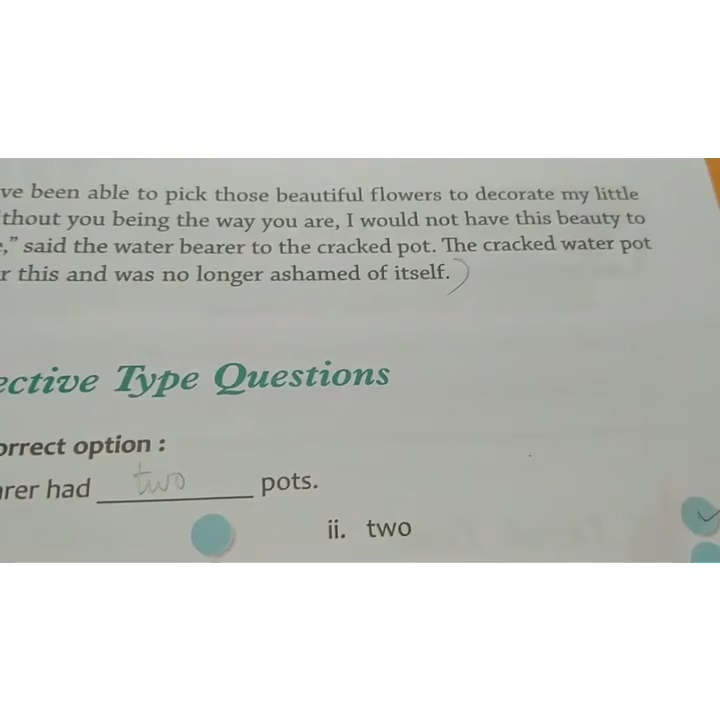 ve been able to pick those beautiful flowers to decorate my little
thout you being the way you are, I would not have this beauty to
," said the water bearer to the cracked pot. The cracked water pot
r this and was no longer ashamed of itself.
ective Type Questions
orrect option :
arer had two pots.
ii. two